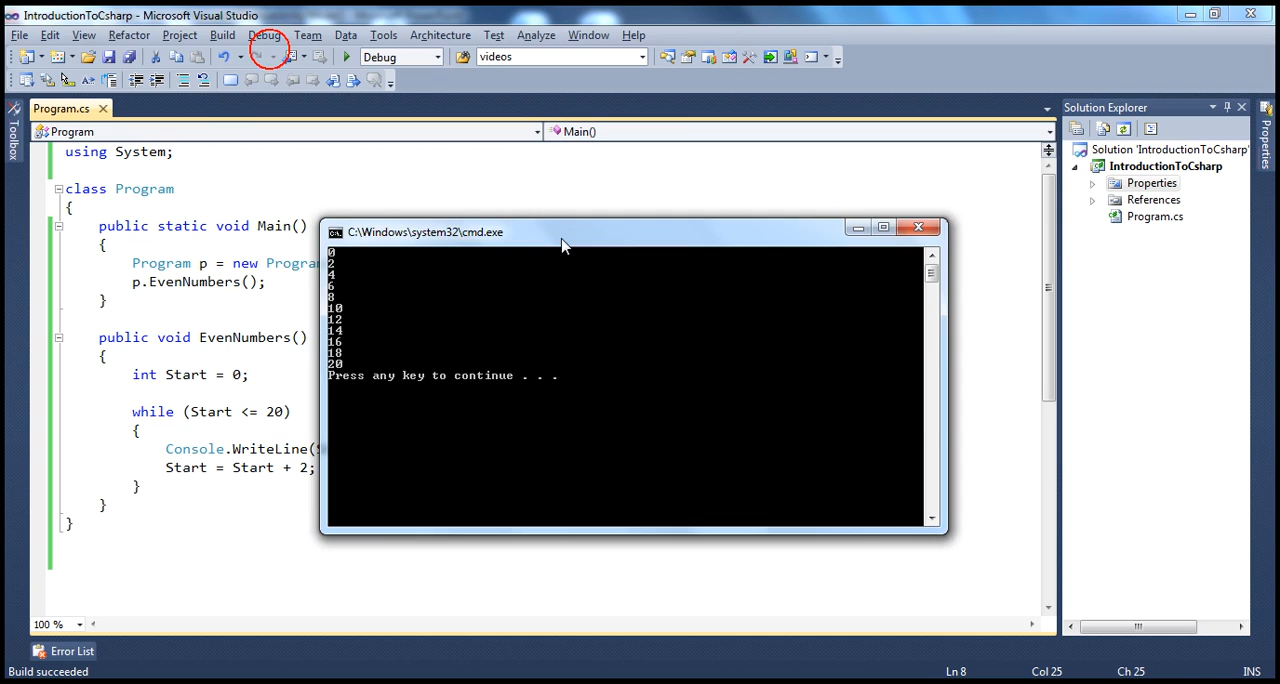 IntroductionToCsharp - Microsoft Visual Studio
File Edit View Refactor Project Build Debug Team Data Tools Architecture Test Analyze Window Help
Debug videos
Toolbox
Program.cs
Program Main()
using System;
class Program
{
public static void Main()
{
Program p = new Program
p.EvenNumbers();
}
public void EvenNumbers()
{
int Start = 0;
while (Start <= 20)
{
Console.WriteLine(
Start = Start + 2;
}
}
}
C:\Windows\system32\cmd.exe
0
2
4
6
8
10
12
14
16
18
20
Press any key to continue . . .
Solution Explorer
Solution 'IntroductionToCsharp'
IntroductionToCsharp
Properties
References
Program.cs
Properties
100 %
Error List
Build succeeded Ln 8 Col 25 Ch 25 INS